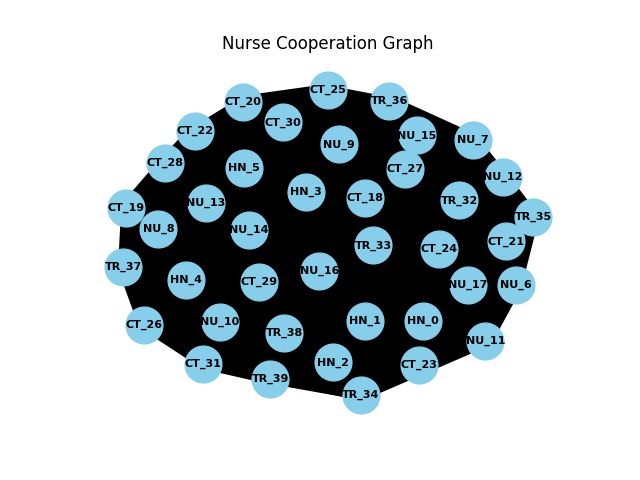 Nurse Cooperation Graph
CT_25
CT_20
TR_36
CT_30
CT_22
NU_15
NU_7
NU_9
CT_28
HN_5
CT_27
NU_12
HN_3
CT_18
TR_32
NU_13
CT_19
TR_35
NU_8
NU_14
CT_21
TR_33
CT_24
TR_37
NU_16
HN_4
CT_29
NU_17
NU_6
CT_26
NU_10
HN_1
HN_0
TR_38
NU_11
CT_31
HN_2
CT_23
TR_39
TR_34